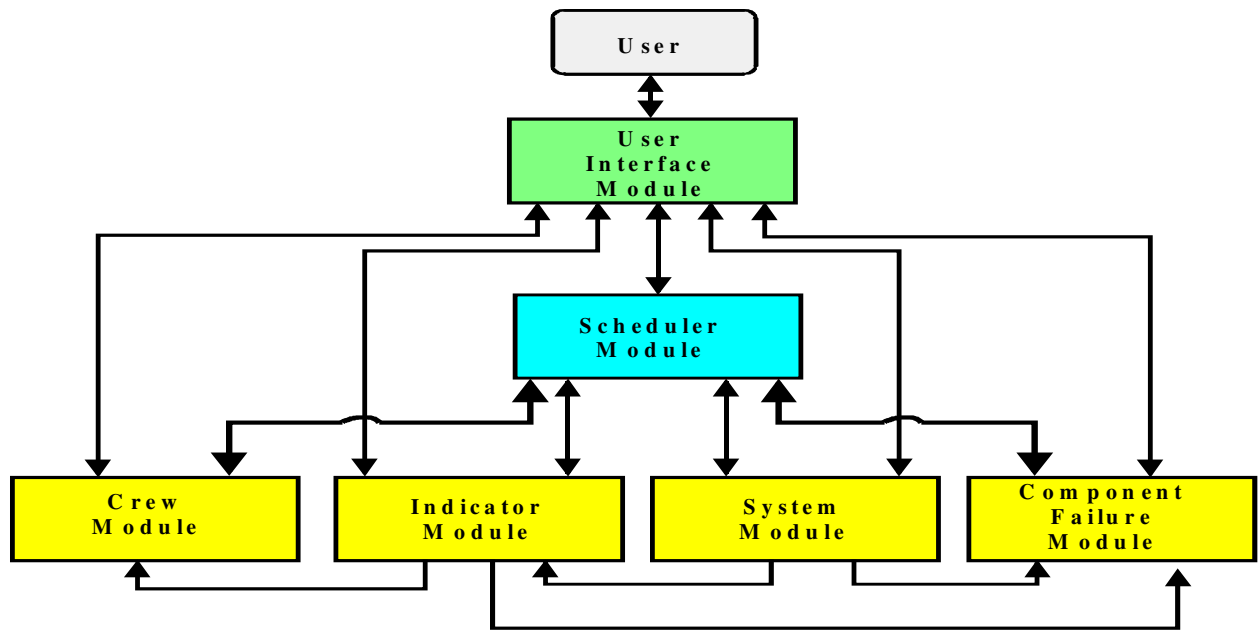 User
User
Interface
Module
Scheduler
Module
Crew
Module
Indicator
Module
System
Module
Component
Failure
Module